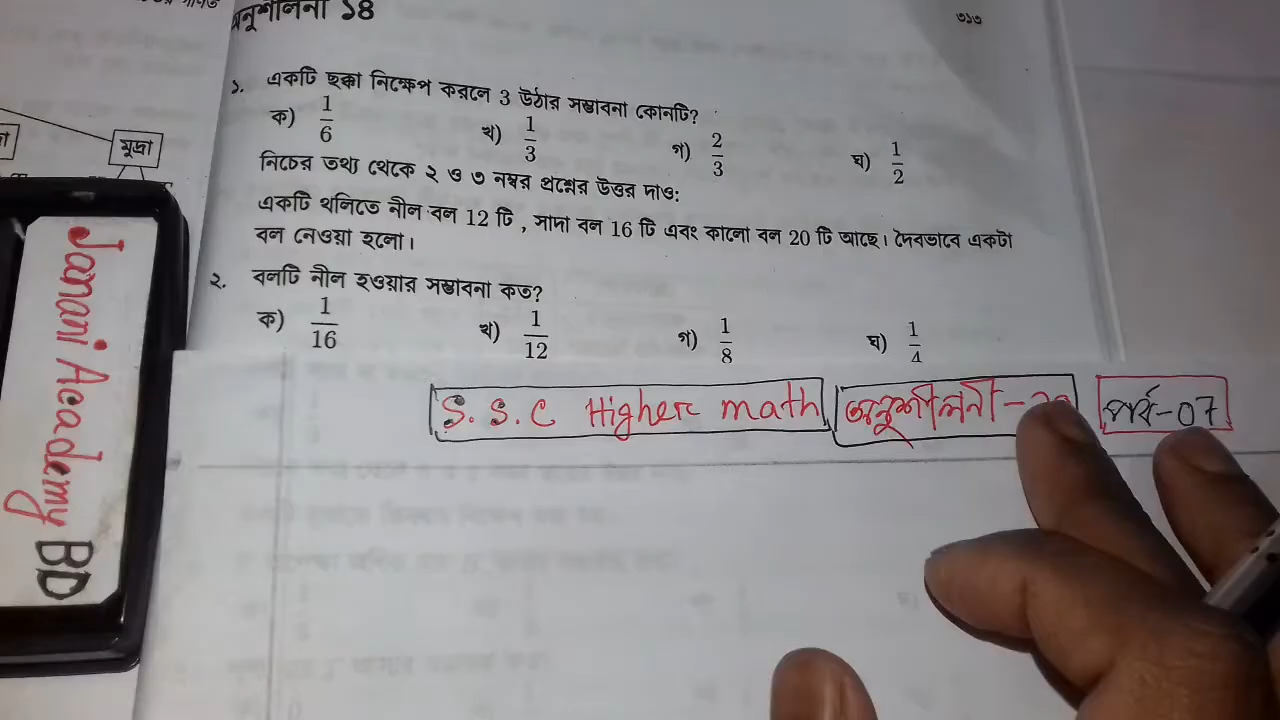 অনুশীলনী ১৪
৩১৩
১. একটি ছক্কা নিক্ষেপ করলে 3 উঠার সম্ভাবনা কোনটি?
ক) 1/6 খ) 1/3 গ) 2/3 ঘ) 1/2
নিচের তথ্য থেকে ২ ও ৩ নম্বর প্রশ্নের উত্তর দাও:
একটি থলিতে নীল বল 12 টি, সাদা বল 16 টি এবং কালো বল 20 টি আছে। দৈবভাবে একটা
বল নেওয়া হলো।
২. বলটি নীল হওয়ার সম্ভাবনা কত?
ক) 1/16 খ) 1/12 গ) 1/8 ঘ) 1/4
S.S.C Higher math অনুশীলনী- পর্ব-07
মুদ্রা
Janani Academy BD